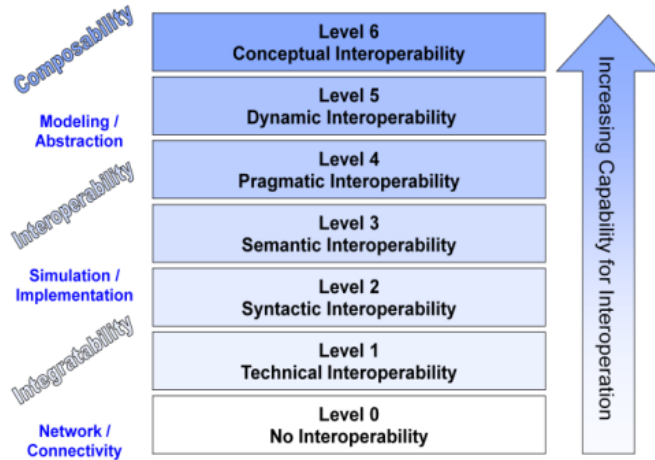 Composability
Modeling /
Abstraction
Interoperability
Simulation /
Implementation
Integratability
Network /
Connectivity
Level 6
Conceptual Interoperability
Level 5
Dynamic Interoperability
Level 4
Pragmatic Interoperability
Level 3
Semantic Interoperability
Level 2
Syntactic Interoperability
Level 1
Technical Interoperability
Level 0
No Interoperability
Increasing Capability for Interoperation